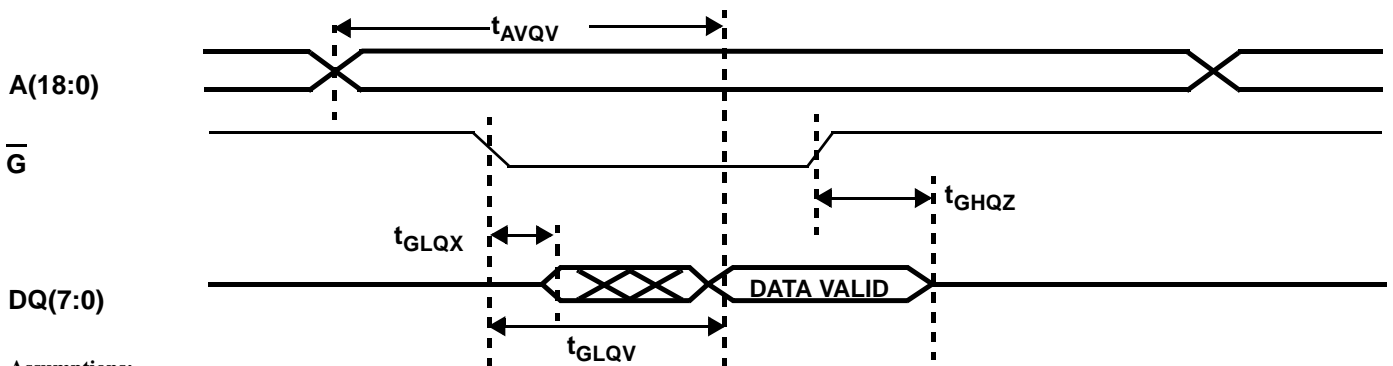 tAVQV
A(18:0)
G
tGHQZ
tGLQX
DATA VALID
DQ(7:0)
tGLQV